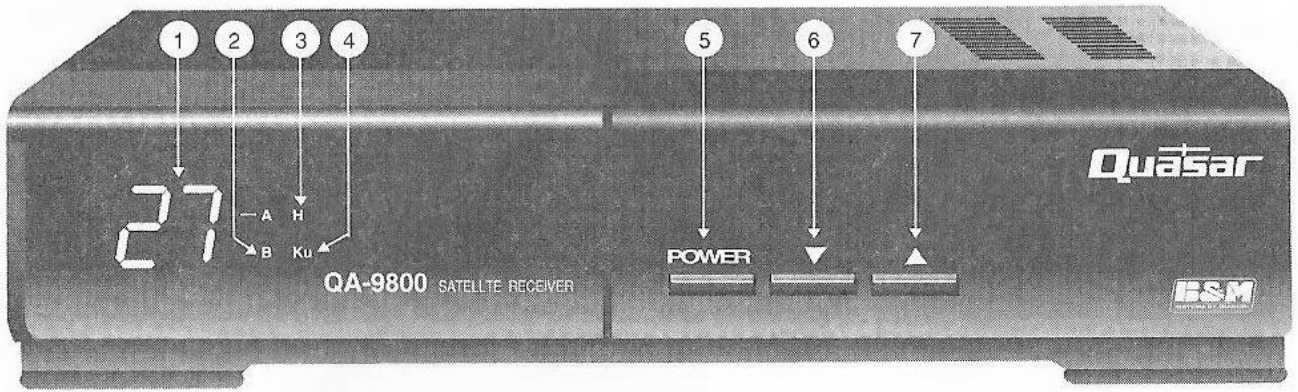 1 2 3 4 5 6 7
Quasar
27
A H
B Ku
POWER ▼ ▲
QA-9800 SATELLTE RECEIVER
B&M